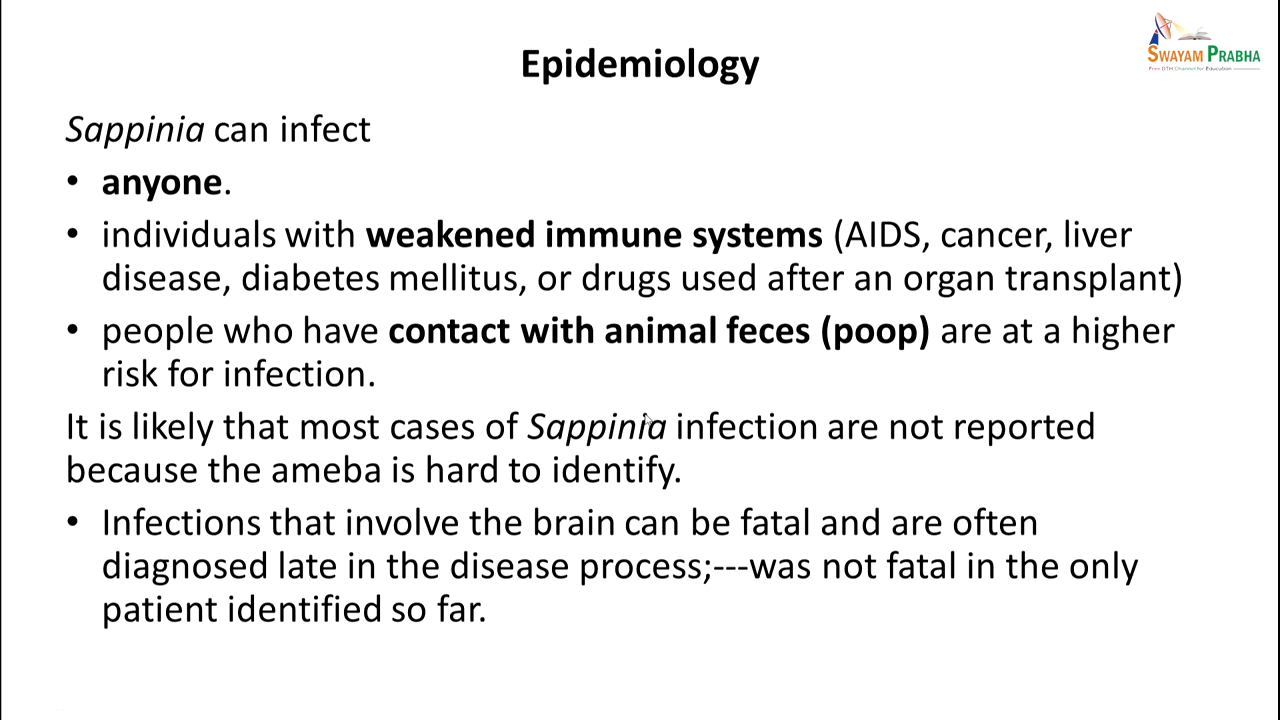 SWAYAM PRABHA
Free DTH Channel for Education
Epidemiology
Sappinia can infect
• anyone.
• individuals with weakened immune systems (AIDS, cancer, liver
disease, diabetes mellitus, or drugs used after an organ transplant)
• people who have contact with animal feces (poop) are at a higher
risk for infection.
It is likely that most cases of Sappinia infection are not reported
because the ameba is hard to identify.
• Infections that involve the brain can be fatal and are often
diagnosed late in the disease process;---was not fatal in the only
patient identified so far.